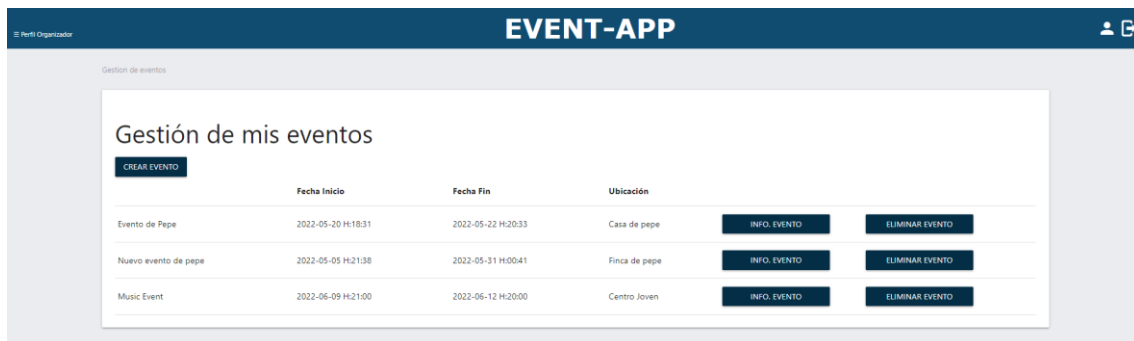 ☰ Perfil Organizador
EVENT-APP
Gestion de eventos
Gestión de mis eventos
CREAR EVENTO
Fecha Inicio Fecha Fin Ubicación
Evento de Pepe 2022-05-20 H:18:31 2022-05-22 H:20:33 Casa de pepe INFO. EVENTO ELIMINAR EVENTO
Nuevo evento de pepe 2022-05-05 H:21:38 2022-05-31 H:00:41 Finca de pepe INFO. EVENTO ELIMINAR EVENTO
Music Event 2022-06-09 H:21:00 2022-06-12 H:20:00 Centro Joven INFO. EVENTO ELIMINAR EVENTO